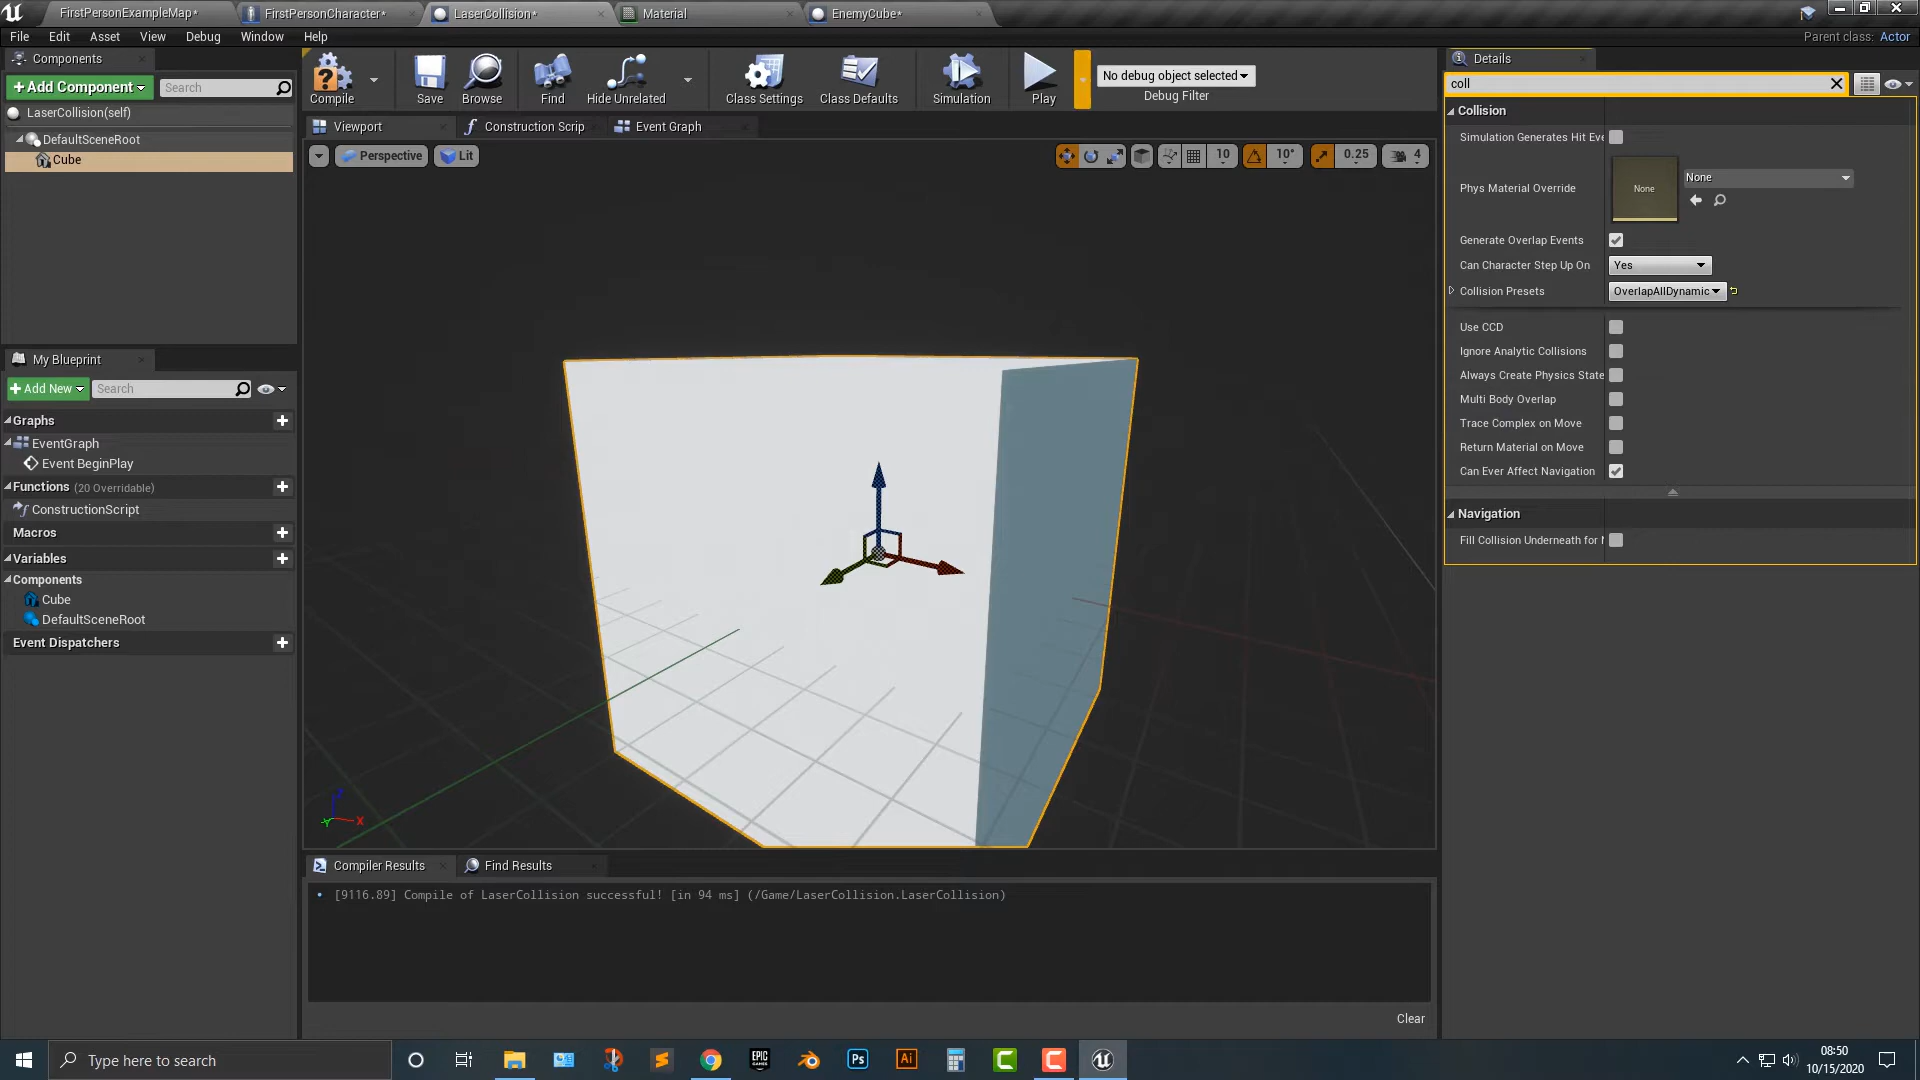 FirstPersonExampleMap*
FirstPersonCharacter*
LaserCollision*
Material
EnemyCube*
File
Edit
Asset
View
Debug
Window
Help
Parent class: Actor
Components
+Add Component
Search
LaserCollision(self)
DefaultSceneRoot
Cube
My Blueprint
+Add New
Search
Graphs
EventGraph
Event BeginPlay
Functions (20 Overridable)
ConstructionScript
Macros
Variables
Components
Cube
DefaultSceneRoot
Event Dispatchers
Compile
Save
Browse
Find
Hide Unrelated
Class Settings
Class Defaults
Simulation
Play
No debug object selected
Debug Filter
Viewport
Construction Scrip
Event Graph
Perspective
Lit
10
10°
0.25
4
Z
Y
X
Compiler Results
Find Results
[9116.89] Compile of LaserCollision successful! [in 94 ms] (/Game/LaserCollision.LaserCollision)
Clear
Details
coll
Collision
Simulation Generates Hit Eve
Phys Material Override
None
None
Generate Overlap Events
Can Character Step Up On
Yes
Collision Presets
OverlapAllDynamic
Use CCD
Ignore Analytic Collisions
Always Create Physics State
Multi Body Overlap
Trace Complex on Move
Return Material on Move
Can Ever Affect Navigation
Navigation
Fill Collision Underneath for N
Type here to search
EPIC GAMES
Ps
Ai
08:50
10/15/2020